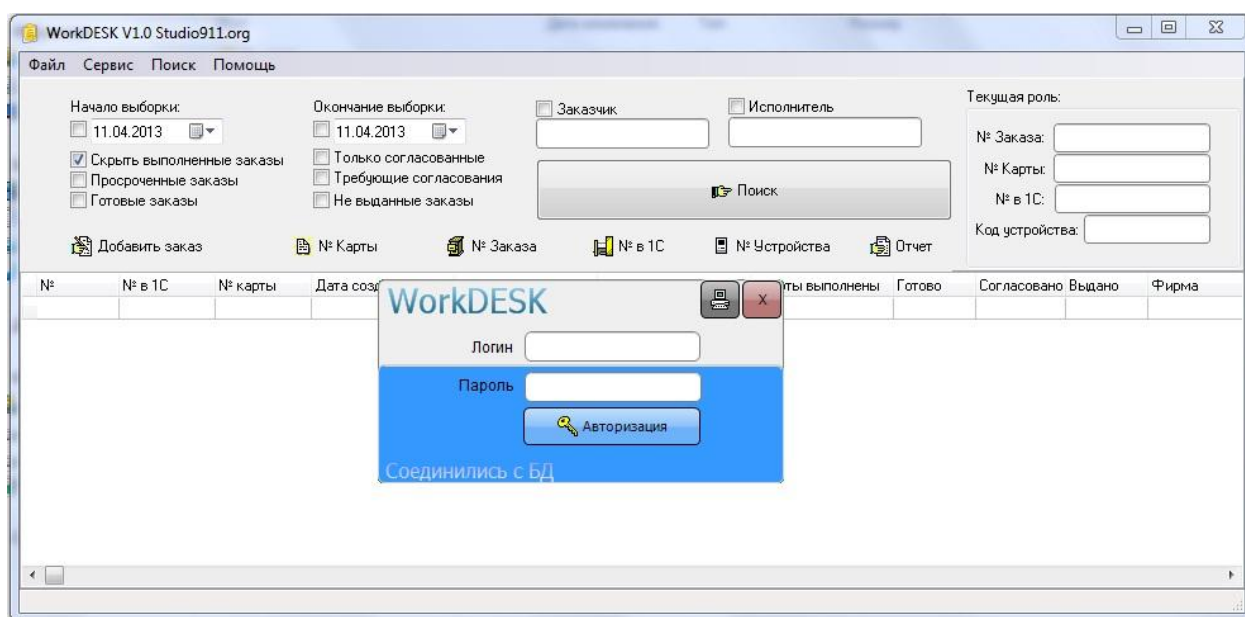 WorkDESK V1.0 Studio911.org
Файл Сервис Поиск Помощь
Начало выборки: Окончание выборки: Заказчик Исполнитель Текущая роль:
11.04.2013 11.04.2013
№ Заказа:
Скрыть выполненные заказы Только согласованные
Просроченные заказы Требующие согласования Поиск № Карты:
Готовые заказы Не выданные заказы № в 1С:
Код устройства:
Добавить заказ № Карты № Заказа № в 1С № Устройства Отчет
№ № в 1С № карты Дата выполнены Готово Согласовано Выдано Фирма
WorkDESK X
Логин
Пароль
Авторизация
Соединились с БД